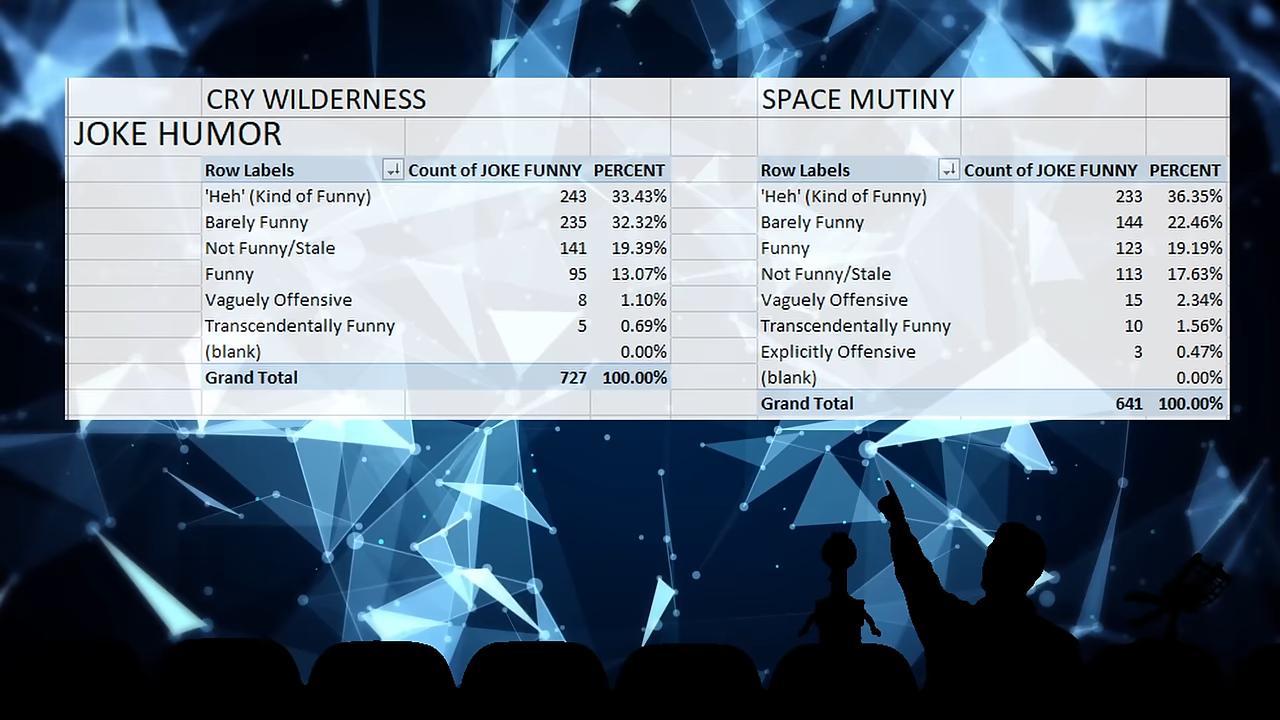 CRY WILDERNESS SPACE MUTINY
JOKE HUMOR
Row Labels Count of JOKE FUNNY PERCENT Row Labels Count of JOKE FUNNY PERCENT
'Heh' (Kind of Funny) 243 33.43% 'Heh' (Kind of Funny) 233 36.35%
Barely Funny 235 32.32% Barely Funny 144 22.46%
Not Funny/Stale 141 19.39% Funny 123 19.19%
Funny 95 13.07% Not Funny/Stale 113 17.63%
Vaguely Offensive 8 1.10% Vaguely Offensive 15 2.34%
Transcendentally Funny 5 0.69% Transcendentally Funny 10 1.56%
(blank) 0.00% Explicitly Offensive 3 0.47%
Grand Total 727 100.00% (blank) 0.00%
Grand Total 641 100.00%